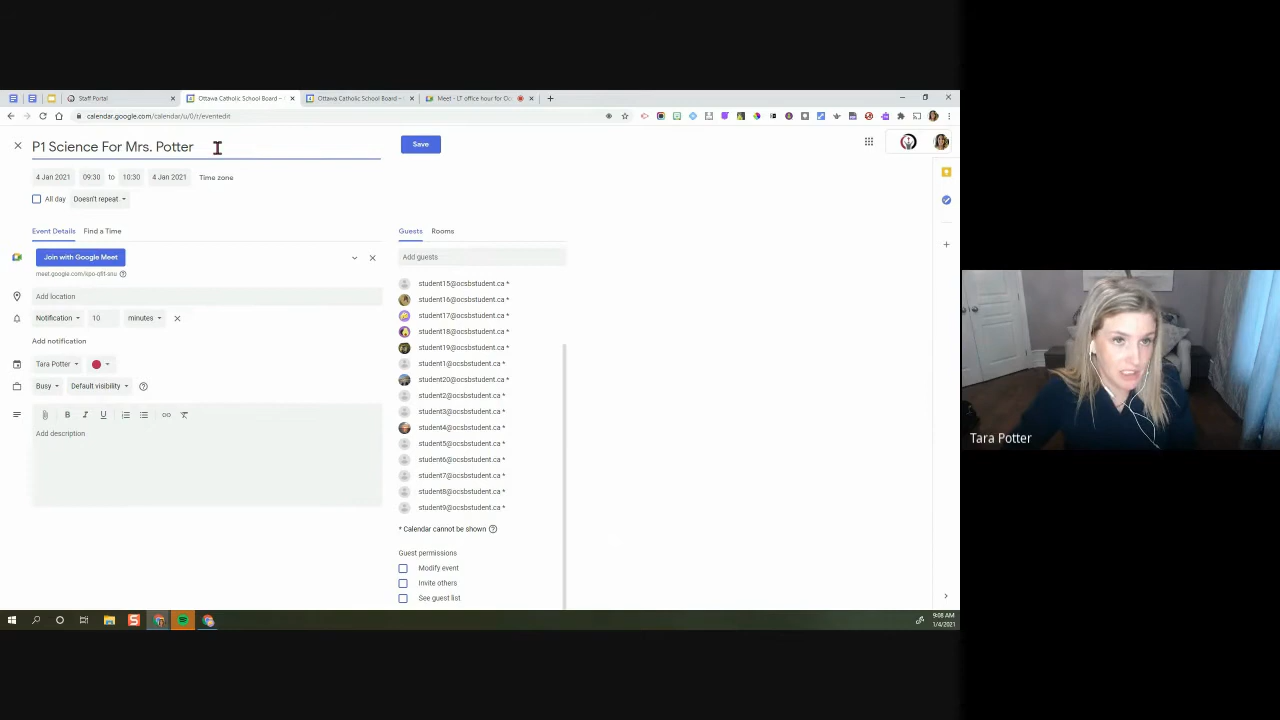 Staff Portal
Ottawa Catholic School Board –
Ottawa Catholic School Board –
Meet - LT office hour for Oc
calendar.google.com/calendar/u/0/r/eventedit
P1 Science For Mrs. Potter
Save
4 Jan 2021 09:30 to 10:30 4 Jan 2021 Time zone
All day Doesn't repeat
Event Details Find a Time
Guests Rooms
Join with Google Meet
Add guests
Add location
Notification 10 minutes
Add notification
Tara Potter
Busy Default visibility
Add description
student15@ocsbstudent.ca *
student16@ocsbstudent.ca *
student17@ocsbstudent.ca *
student18@ocsbstudent.ca *
student19@ocsbstudent.ca *
student1@ocsbstudent.ca *
student20@ocsbstudent.ca *
student2@ocsbstudent.ca *
student3@ocsbstudent.ca *
student4@ocsbstudent.ca *
student5@ocsbstudent.ca *
student6@ocsbstudent.ca *
student7@ocsbstudent.ca *
student8@ocsbstudent.ca *
student9@ocsbstudent.ca *
* Calendar cannot be shown
Guest permissions
Modify event
Invite others
See guest list
9:08 AM
1/4/2021
Tara Potter